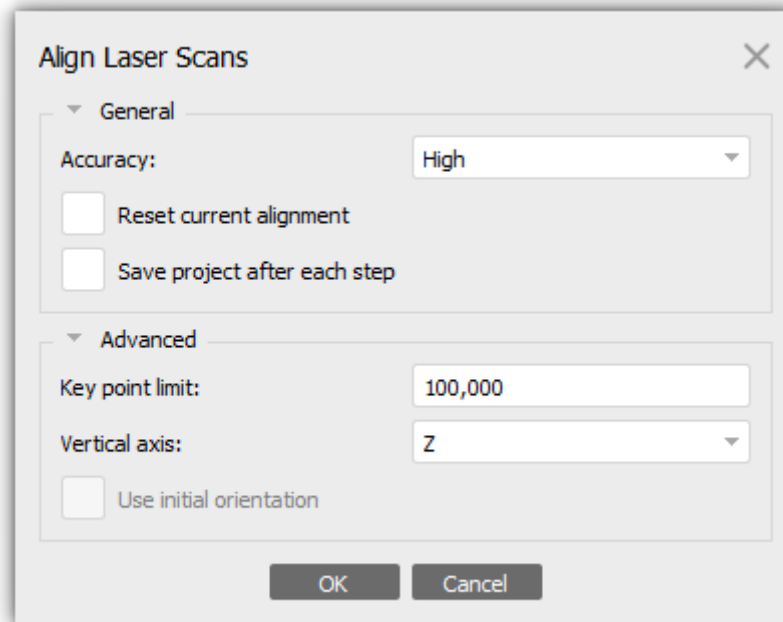 Align Laser Scans
General
Accuracy: High
Reset current alignment
Save project after each step
Advanced
Key point limit: 100,000
Vertical axis: Z
Use initial orientation
OK Cancel